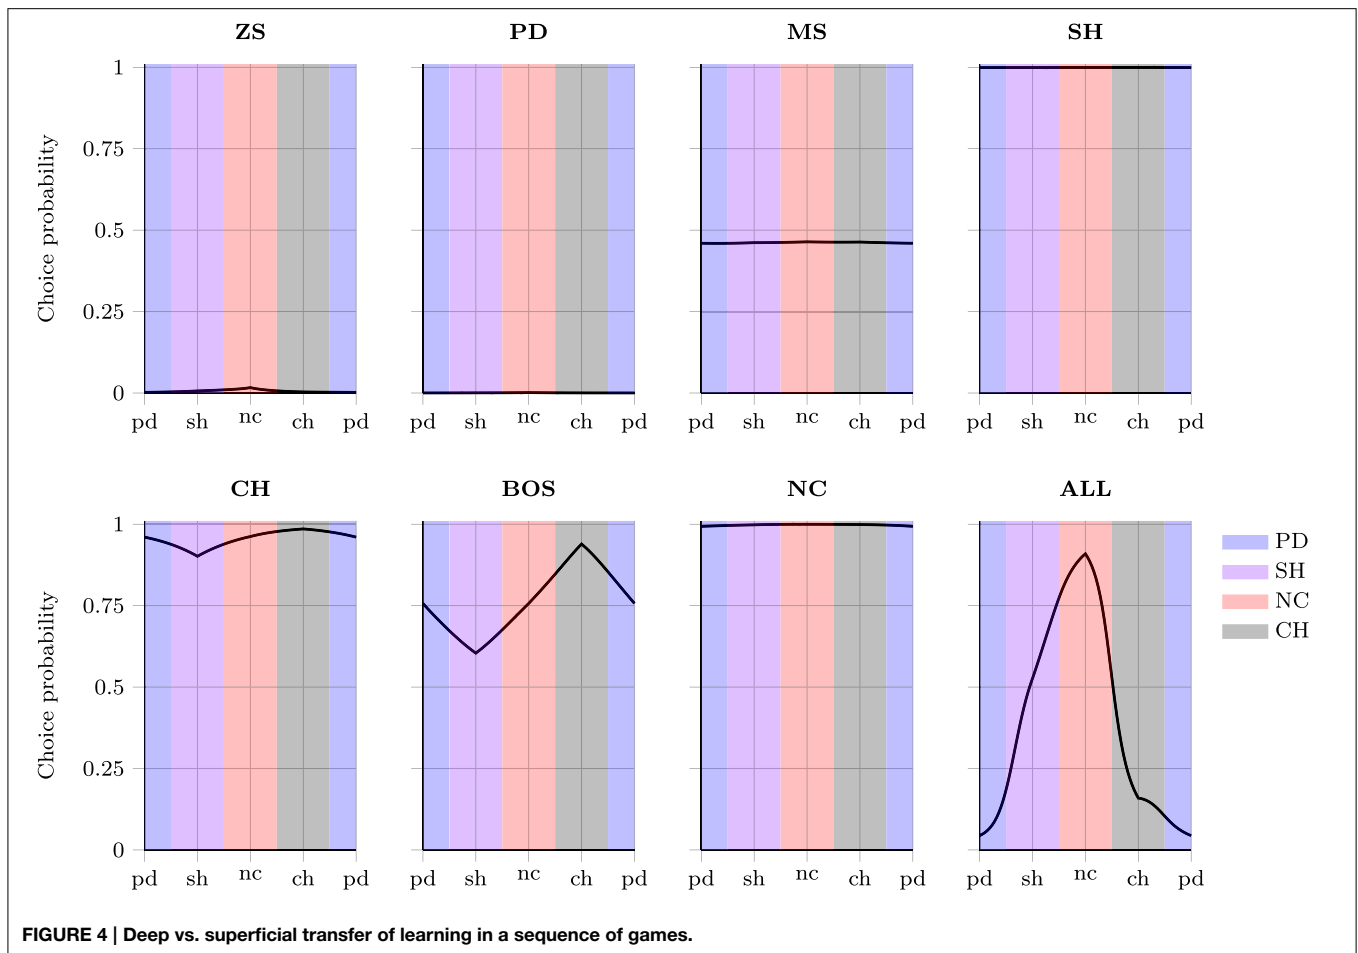 ZS PD MS SH
1
0.75
0.5
0.25
0
Choice probability
pd sh nc ch pd pd sh nc ch pd pd sh nc ch pd pd sh nc ch pd
CH BOS NC ALL
1
0.75
0.5
0.25
0
Choice probability
PD
SH
NC
CH
pd sh nc ch pd pd sh nc ch pd pd sh nc ch pd pd sh nc ch pd
FIGURE 4 | Deep vs. superficial transfer of learning in a sequence of games.